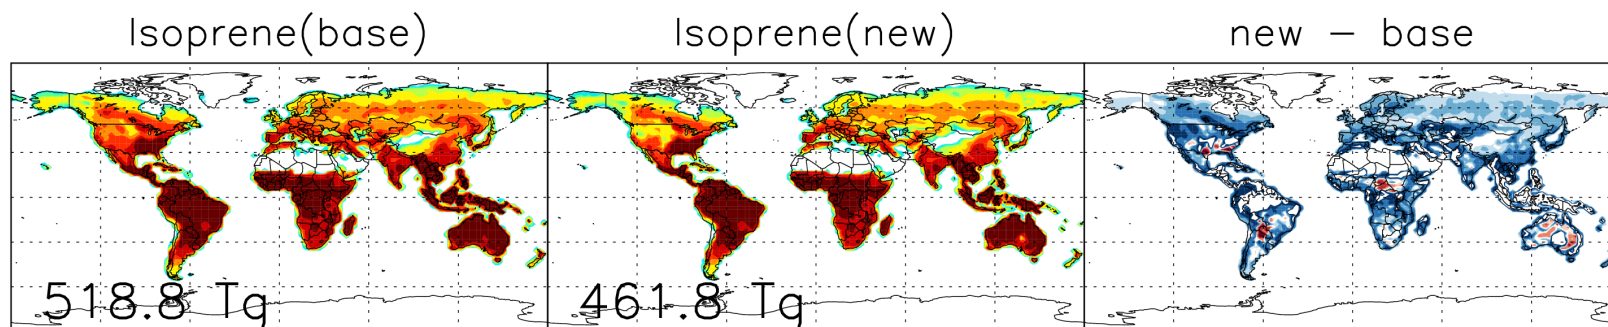 Isoprene(base)
Isoprene(new)
new - base
518.8 Tg
461.8 Tg